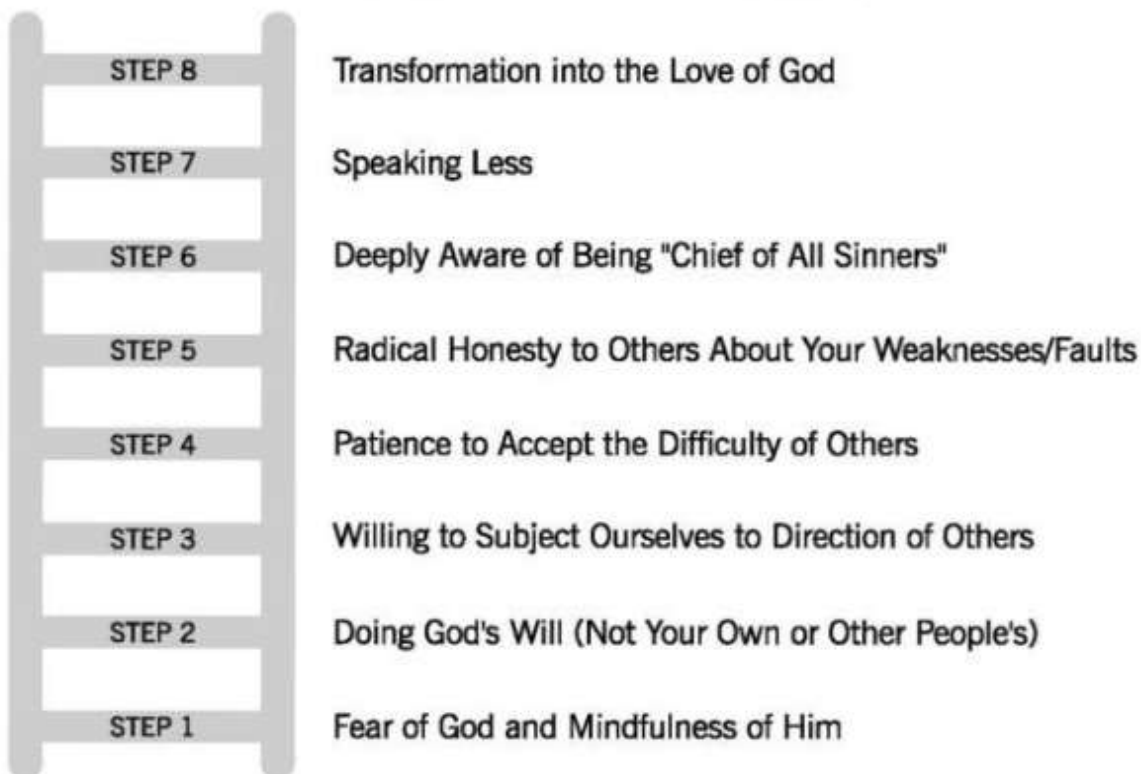 STEP 8 Transformation into the Love of God
STEP 7 Speaking Less
STEP 6 Deeply Aware of Being "Chief of All Sinners"
STEP 5 Radical Honesty to Others About Your Weaknesses/Faults
STEP 4 Patience to Accept the Difficulty of Others
STEP 3 Willing to Subject Ourselves to Direction of Others
STEP 2 Doing God's Will (Not Your Own or Other People's)
STEP 1 Fear of God and Mindfulness of Him